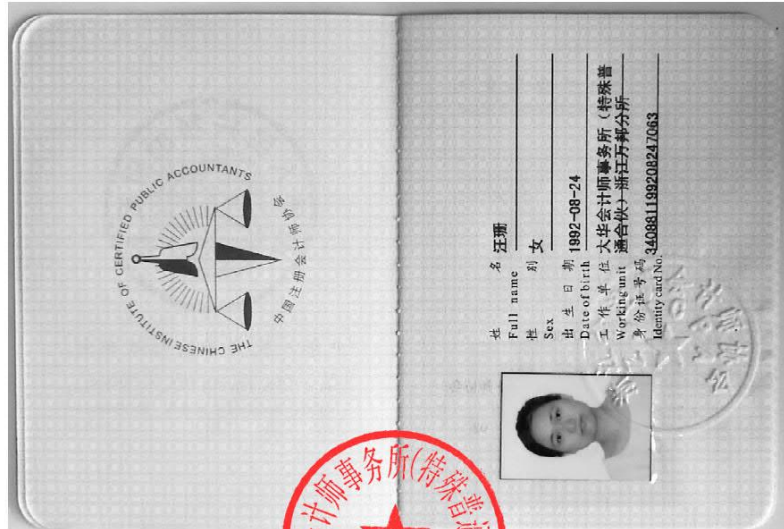 THE CHINESE INSTITUTE OF CERTIFIED PUBLIC ACCOUNTANTS
中国注册会计师协会
姓 名 汪珊
Full name
性 别 女
Sex
出 生 日 期 1992-08-24
Date of birth
工 作 单 位 大华会计师事务所（特殊普
Working unit 通合伙）浙江万邦分所
身份证号码 340881199208247063
Identity card No.
计师事务所(特殊普通